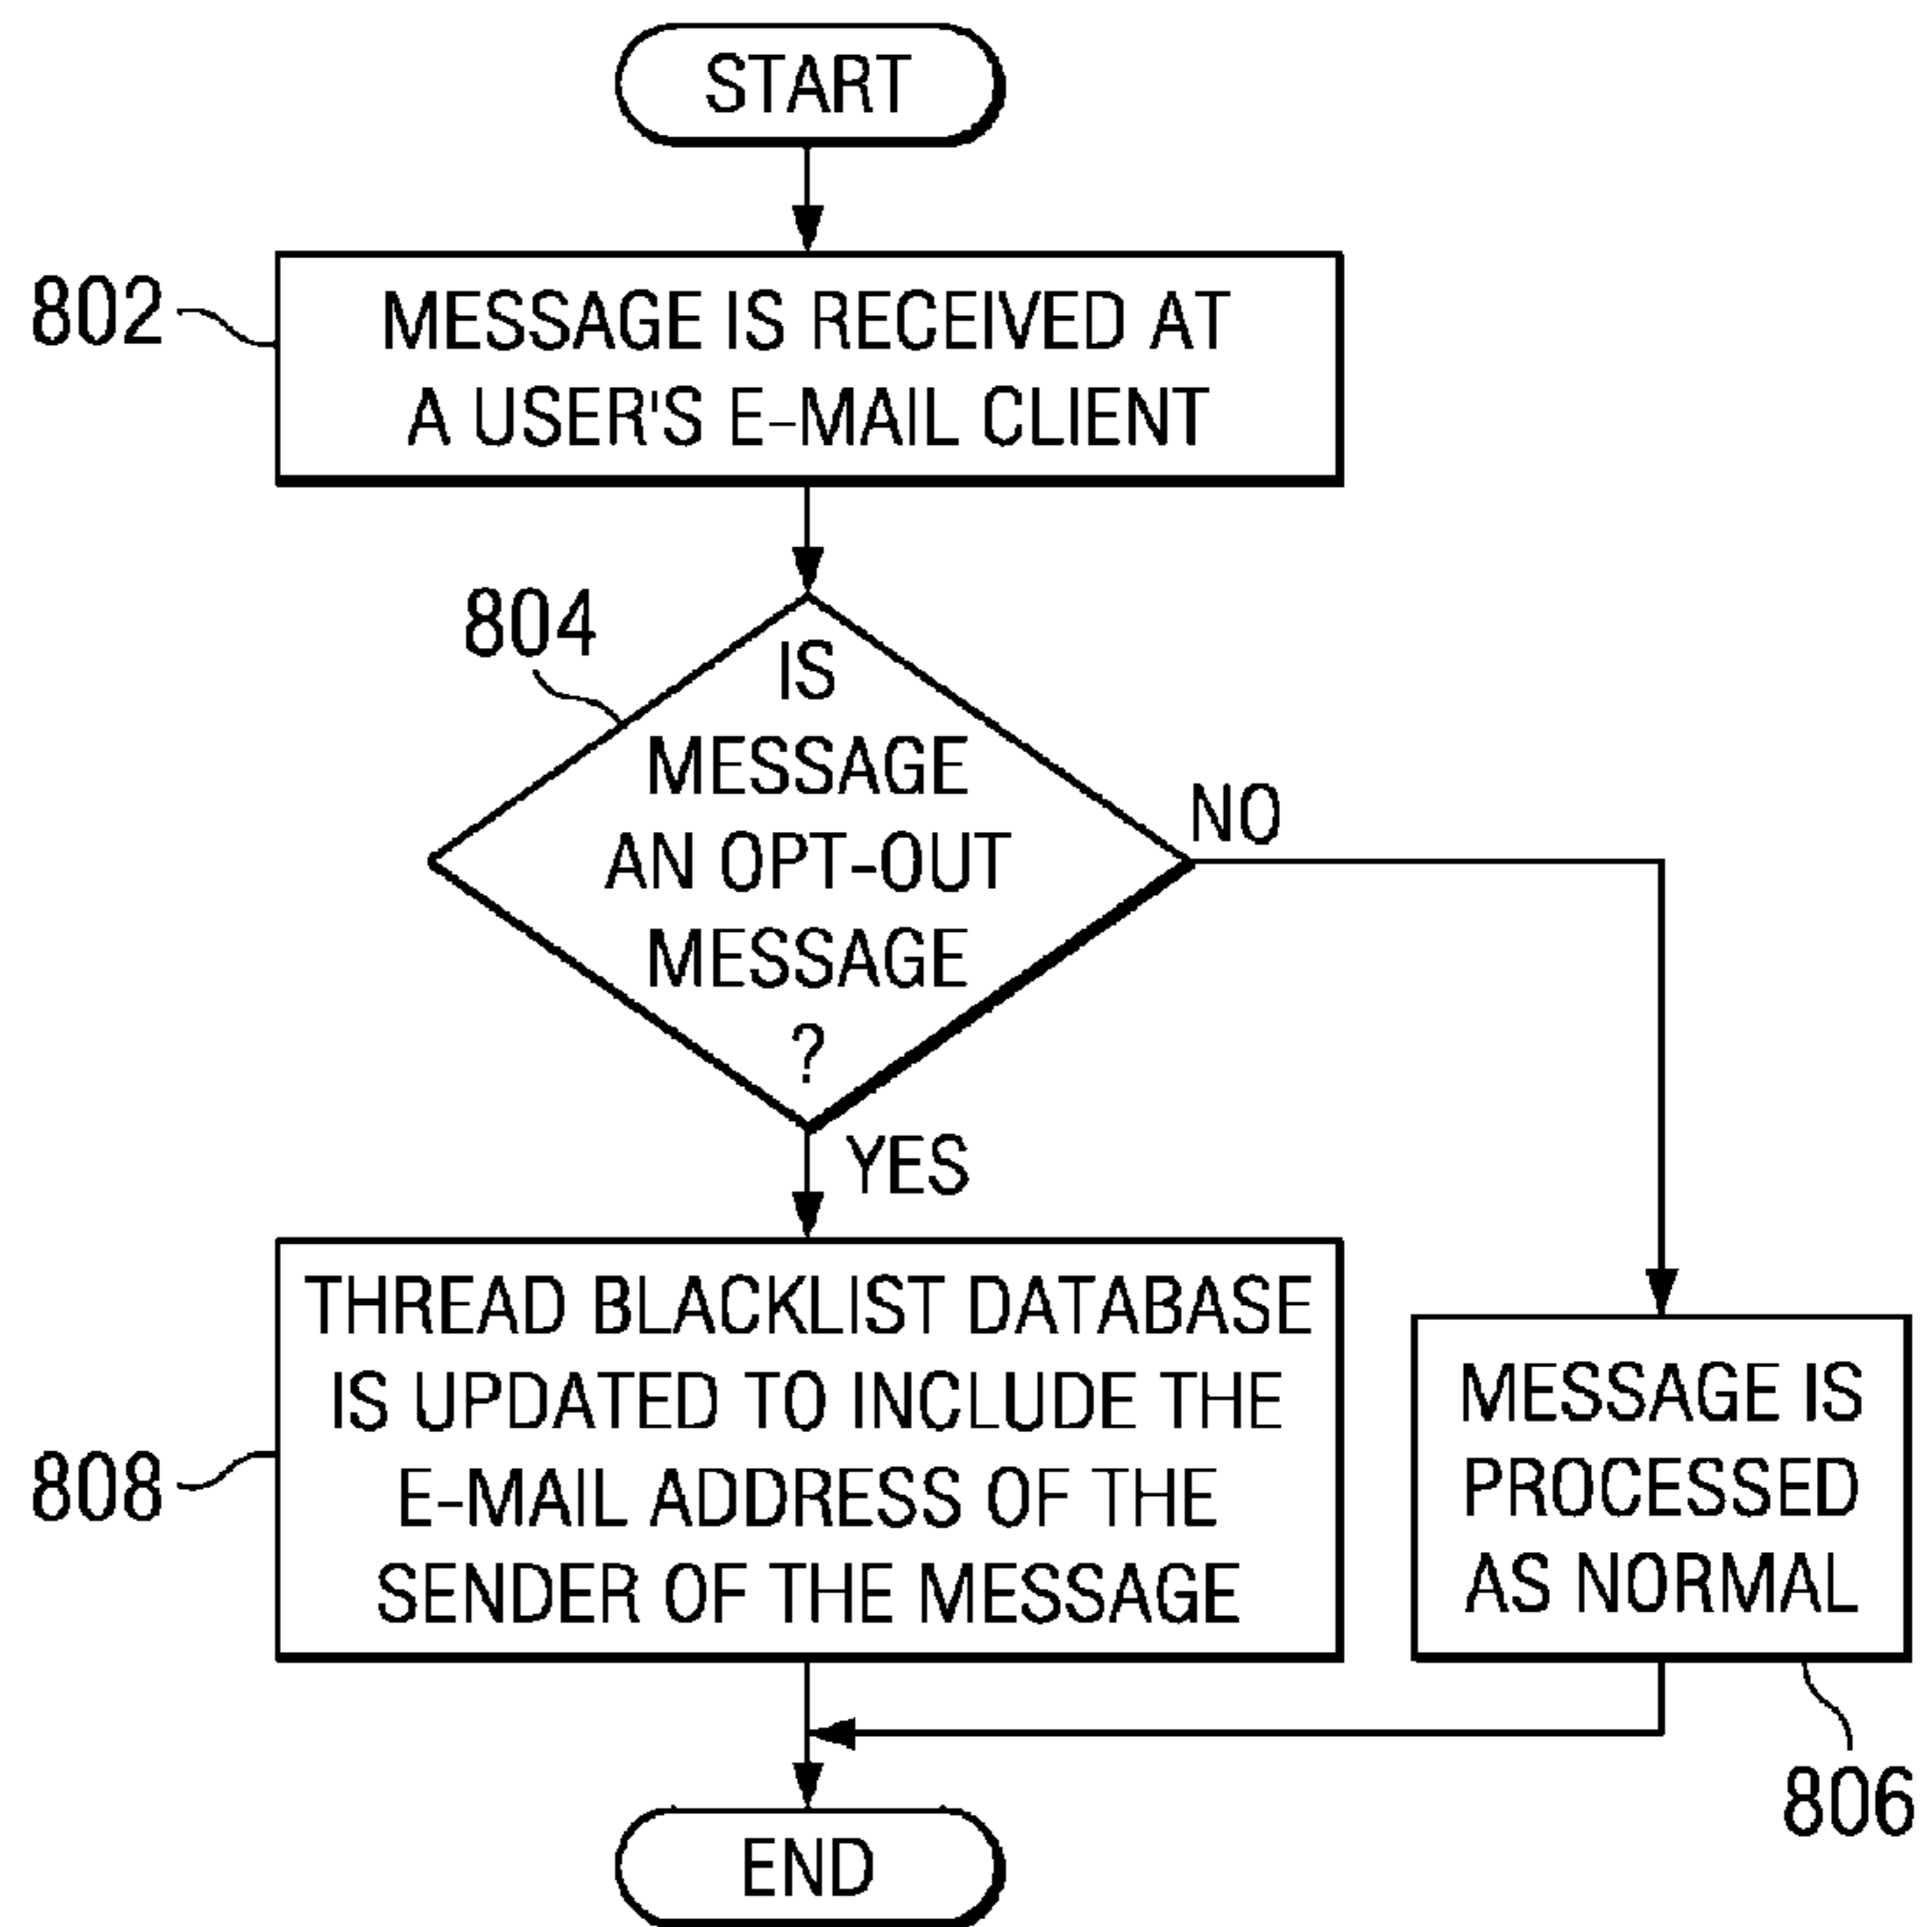 START
802
MESSAGE IS RECEIVED AT
A USER'S E-MAIL CLIENT
804
IS
MESSAGE
AN OPT-OUT
MESSAGE
?
NO
YES
THREAD BLACKLIST DATABASE
IS UPDATED TO INCLUDE THE
E-MAIL ADDRESS OF THE
SENDER OF THE MESSAGE
808
MESSAGE IS
PROCESSED
AS NORMAL
806
END